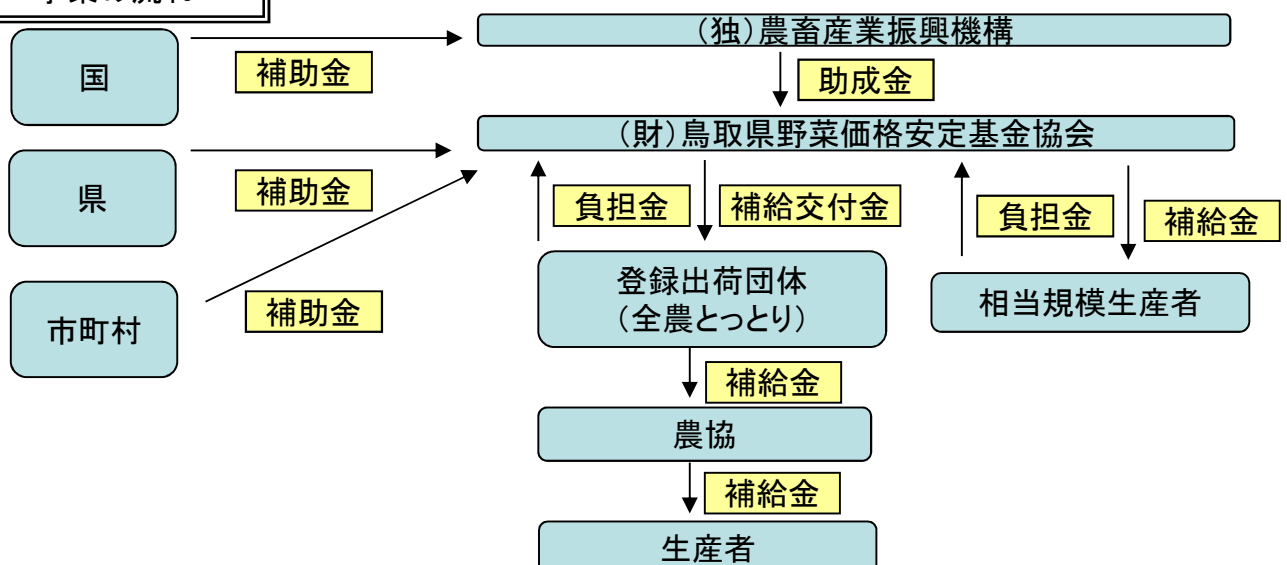 (独)農畜産業振興機構
国
補助金
助成金
(財)鳥取県野菜価格安定基金協会
県
補助金
負担金
補給交付金
負担金
補給金
市町村
補助金
登録出荷団体
(全農とっとり)
相当規模生産者
補給金
農協
補給金
生産者